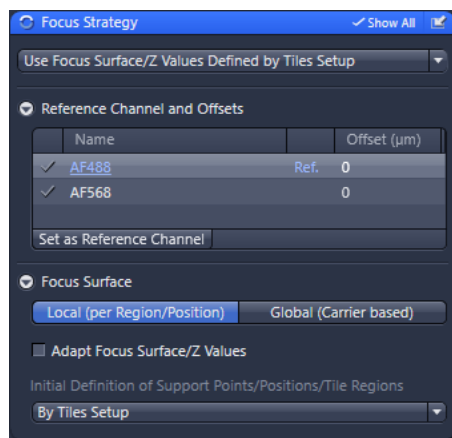 Focus Strategy
Show All
Use Focus Surface/Z Values Defined by Tiles Setup
Reference Channel and Offsets
Name Offset (µm)
AF488 Ref. 0
AF568 0
Set as Reference Channel
Focus Surface
Local (per Region/Position) Global (Carrier based)
Adapt Focus Surface/Z Values
Initial Definition of Support Points/Positions/Tile Regions
By Tiles Setup